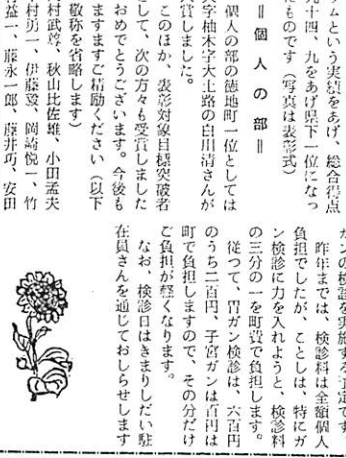 ラムという実績をあげ、総合得点
九十四、九をあげ県下一位になっ
たものです（写真は表彰式）
＝個人の部＝
個人の部の徳地町一位としては
大字柚木字大土路の白川清さんが
受賞しました。
このほか、表彰対象目標突破者
として、次の方々も受賞しました
おめでとうございます。今後も
ますますご精励ください（以下
敬称を省略します）
村武尊、秋山比佐雄、小田孟夫
村勇一、伊藤毅、岡崎悦一、竹
村益一、藤永一郎、藤井巧、安田
ガンの検診を実施する予定です。
昨年までは、検診料は全額個人
負担でしたが、ことしは、特にガ
ン検診に力を入れようと、検診料
の三分の一を町費で負担します。
従つて、胃ガン検診は、六百円
のうち二百円、子宮ガンは百円は
町で負担しますので、その分だけ
ご負担が軽くなります。
なお、検診日はきまりしだい駐
在員さんを通じておしらせします